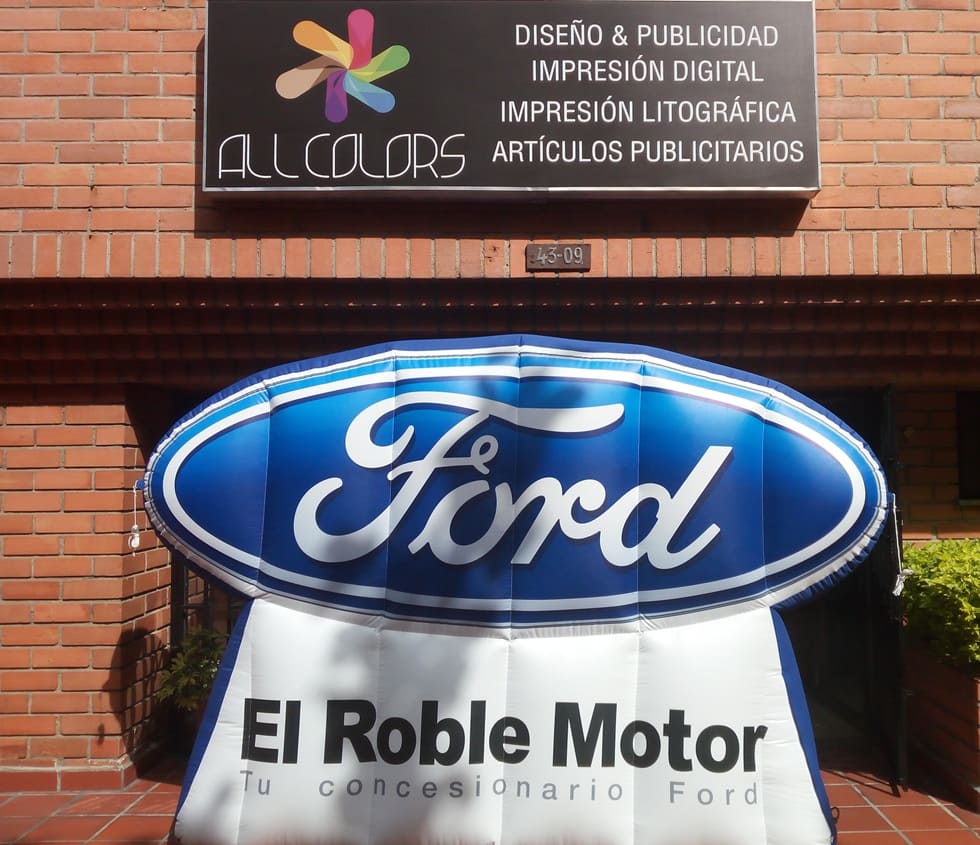 ALL COLORS
DISEÑO & PUBLICIDAD
IMPRESIÓN DIGITAL
IMPRESIÓN LITOGRÁFICA
ARTÍCULOS PUBLICITARIOS
43-09
Ford
El Roble Motor
Tu concesionario Ford